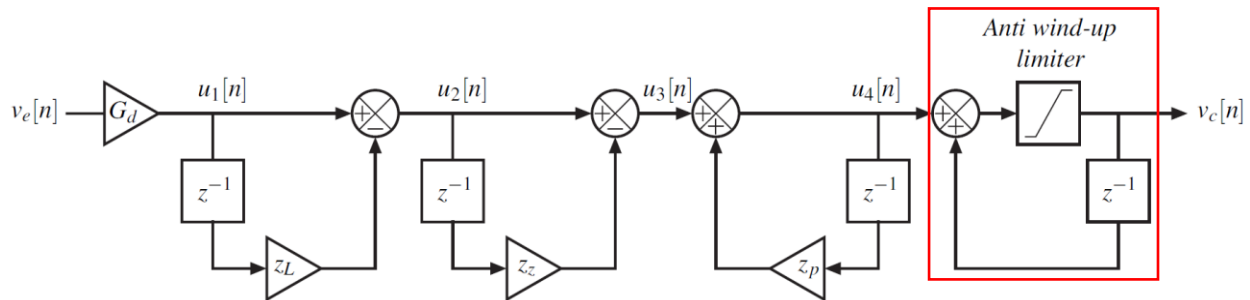 Anti wind-up
limiter
v_e[n] G_d u_1[n] + − u_2[n] + − u_3[n] + + u_4[n] + + v_c[n]
z^{−1} z^{−1} z^{−1} z^{−1}
z_L z_z z_p